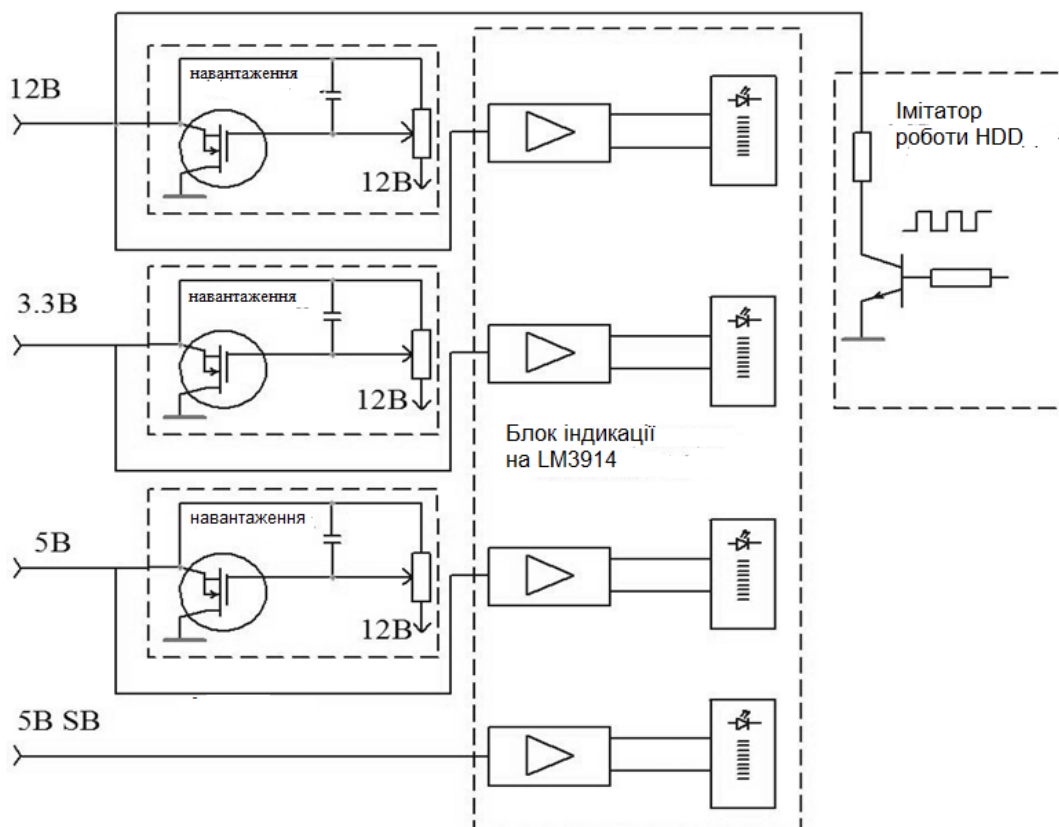 12В
навантаження
12В
Імітатор
роботи HDD
3.3В
навантаження
12В
Блок індикації
на LM3914
5В
навантаження
12В
5В SB